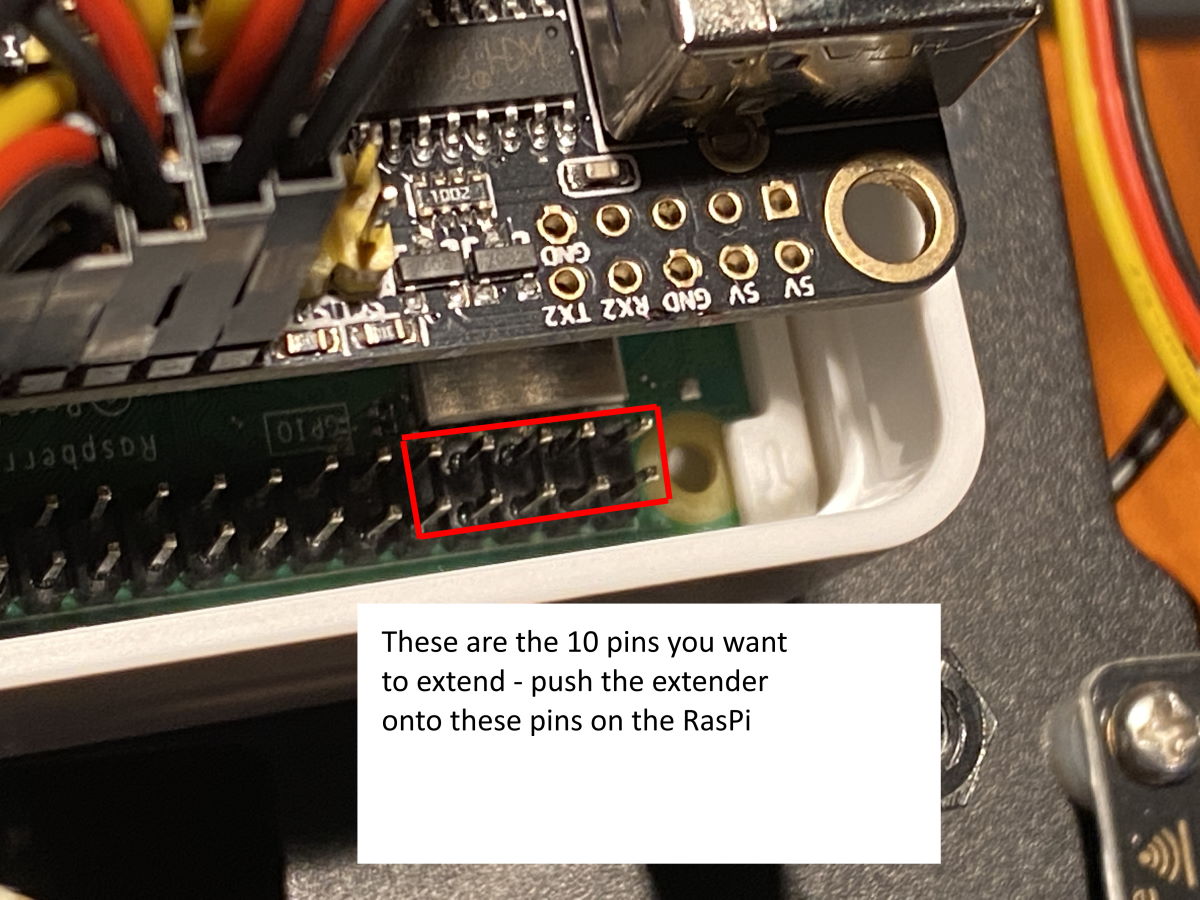 1002
GND
TX2 RX2 GND 5V 5V
GPIO
Raspberr
These are the 10 pins you want
to extend - push the extender
onto these pins on the RasPi